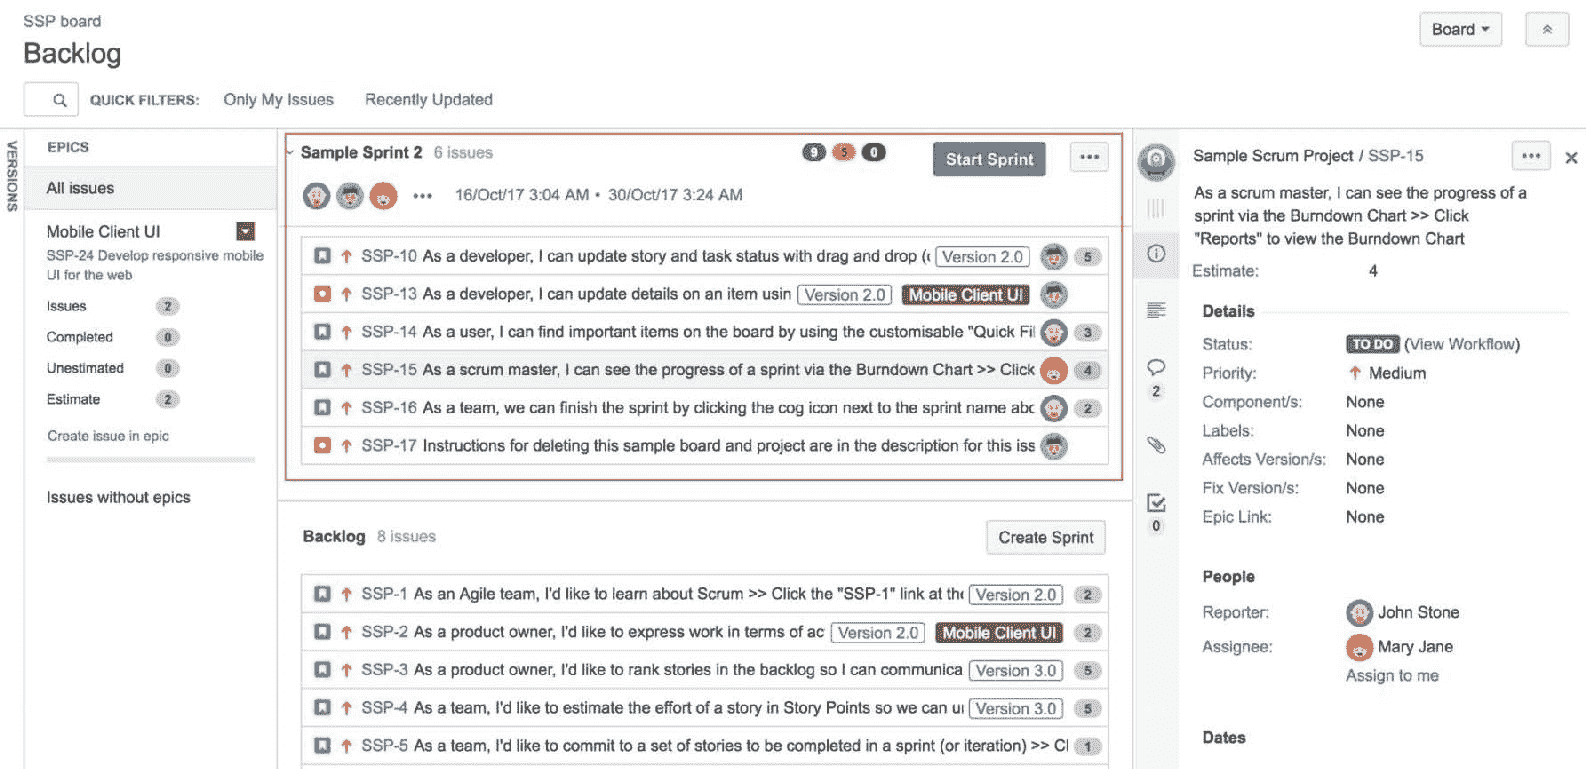 SSP board
Backlog
Board
QUICK FILTERS: Only My Issues Recently Updated
VERSIONS
EPICS
All issues
Mobile Client UI
SSP-24 Develop responsive mobile
UI for the web
Issues 2
Completed 0
Unestimated 0
Estimate 2
Create issue in epic
Issues without epics
Sample Sprint 2 6 issues 9 5 0 Start Sprint ...
... 16/Oct/17 3:04 AM • 30/Oct/17 3:24 AM
SSP-10 As a developer, I can update story and task status with drag and drop ( Version 2.0 5
SSP-13 As a developer, I can update details on an item usin Version 2.0 Mobile Client UI
SSP-14 As a user, I can find important items on the board by using the customisable "Quick Fil 3
SSP-15 As a scrum master, I can see the progress of a sprint via the Burndown Chart >> Click 4
SSP-16 As a team, we can finish the sprint by clicking the cog icon next to the sprint name abo 2
SSP-17 Instructions for deleting this sample board and project are in the description for this iss
Backlog 8 issues Create Sprint
SSP-1 As an Agile team, I'd like to learn about Scrum >> Click the "SSP-1" link at the Version 2.0 2
SSP-2 As a product owner, I'd like to express work in terms of ac Version 2.0 Mobile Client UI 2
SSP-3 As a product owner, I'd like to rank stories in the backlog so I can communica Version 3.0 5
SSP-4 As a team, I'd like to estimate the effort of a story in Story Points so we can u Version 3.0 5
SSP-5 As a team, I'd like to commit to a set of stories to be completed in a sprint (or iteration) >> Cl 1
2
0
Sample Scrum Project / SSP-15 ...
As a scrum master, I can see the progress of a
sprint via the Burndown Chart >> Click
"Reports" to view the Burndown Chart
Estimate: 4
Details
Status: TO DO (View Workflow)
Priority: Medium
Component/s: None
Labels: None
Affects Version/s: None
Fix Version/s: None
Epic Link: None
People
Reporter: John Stone
Assignee: Mary Jane
Assign to me
Dates